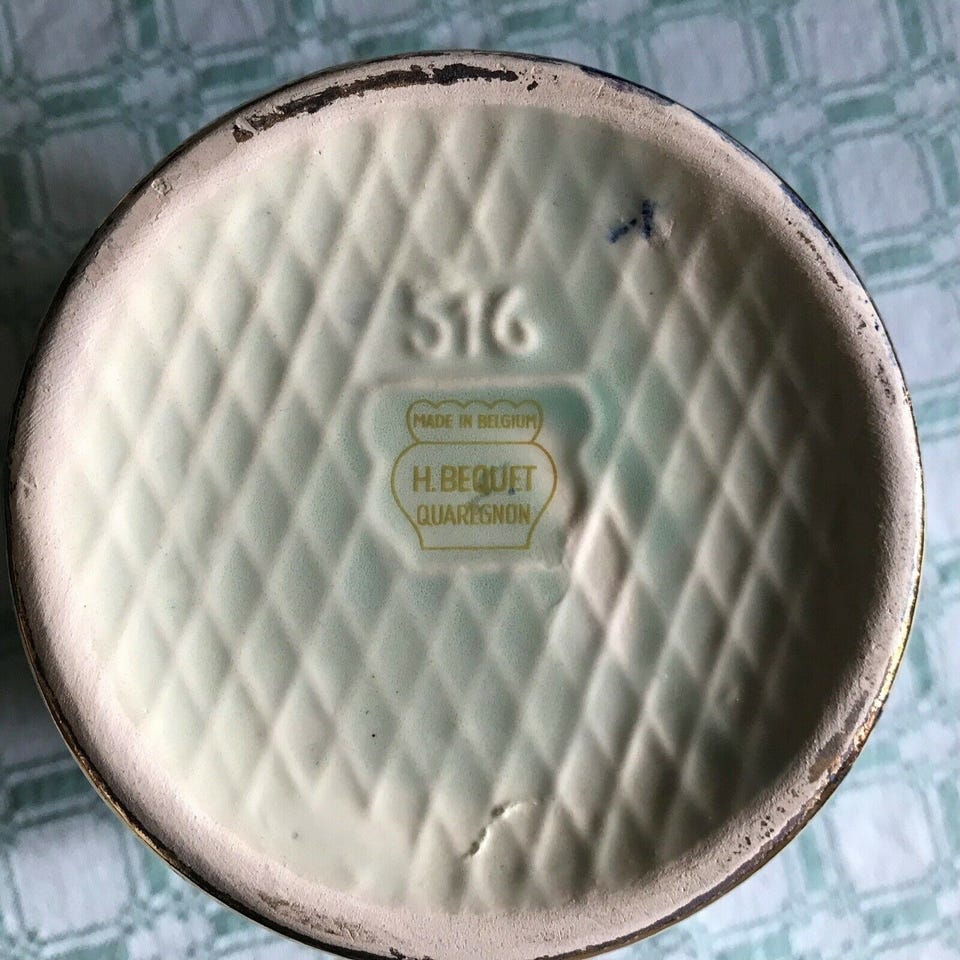 516
MADE IN BELGIUM
H. BEQUET
QUAREGNON